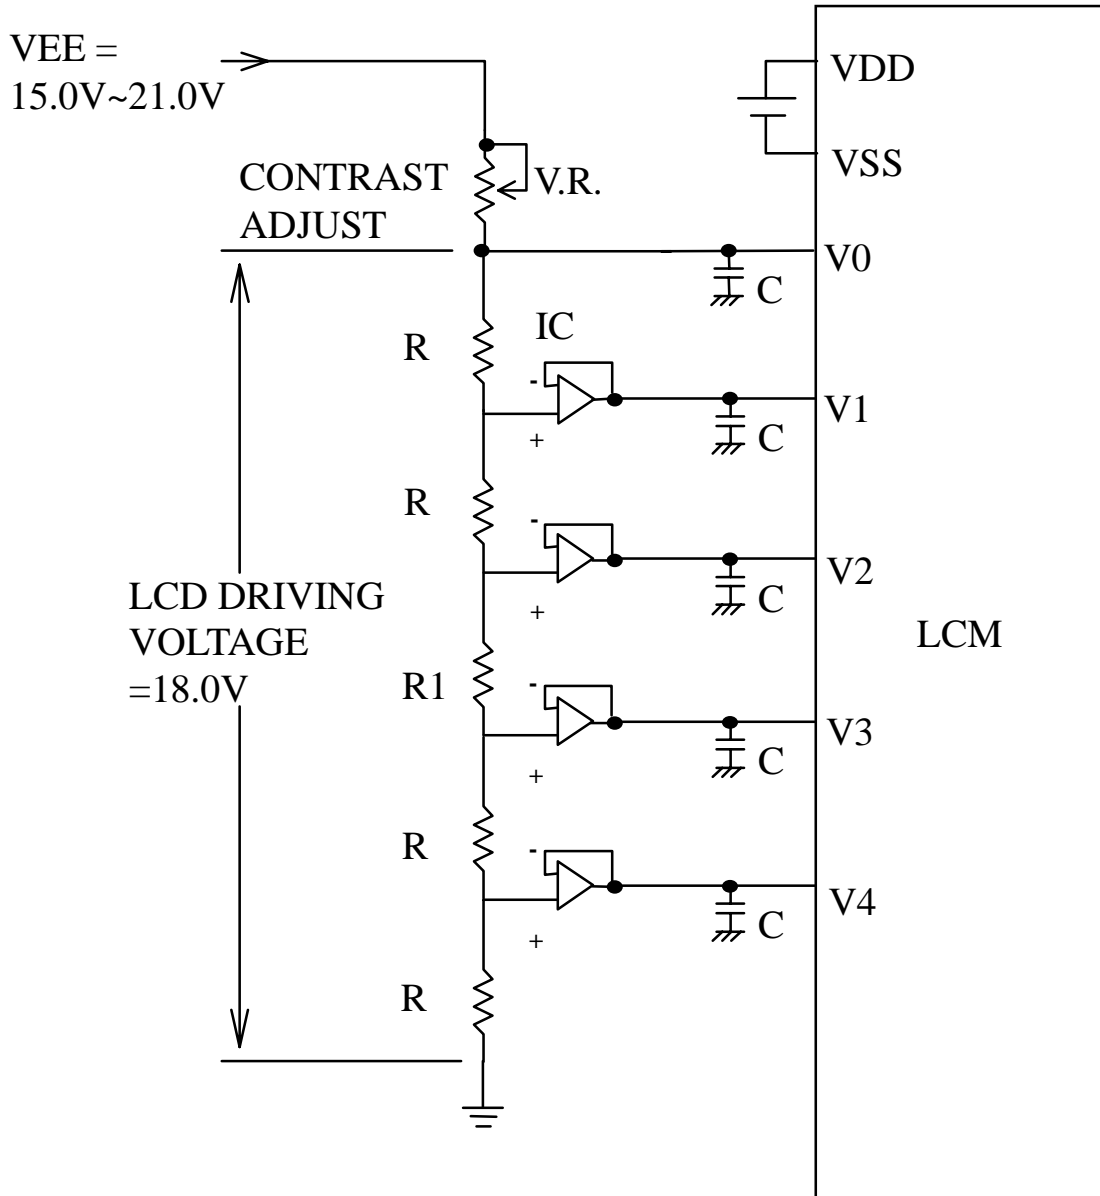 VEE =
15.0V~21.0V
VDD
VSS
CONTRAST
ADJUST
V.R.
V0
C
R
IC
-
+
V1
C
R
-
+
V2
C
LCD DRIVING
VOLTAGE
=18.0V
LCM
R1
-
+
V3
C
R
-
+
V4
C
R